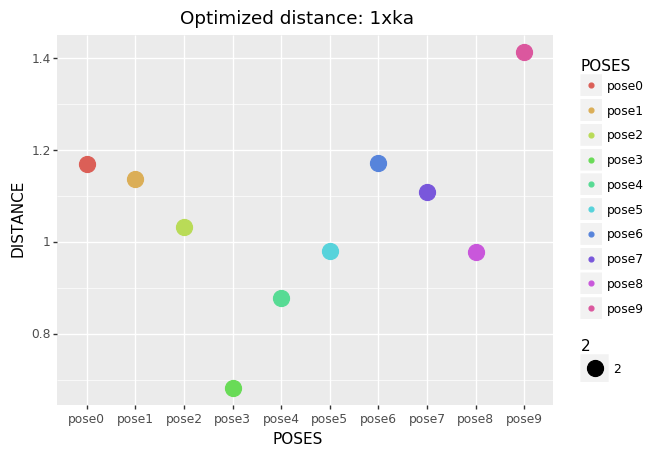 Optimized distance: 1xka
DISTANCE
1.4
1.2
1
0.8
pose0 pose1 pose2 pose3 pose4 pose5 pose6 pose7 pose8 pose9
POSES
POSES
pose0
pose1
pose2
pose3
pose4
pose5
pose6
pose7
pose8
pose9
2
2